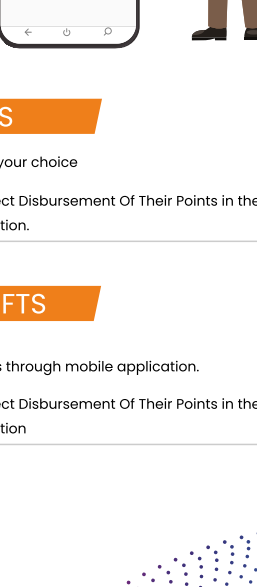 S
your choice
ect Disbursement Of Their Points in the
tion.
FTS
s through mobile application.
ect Disbursement Of Their Points in the
tion